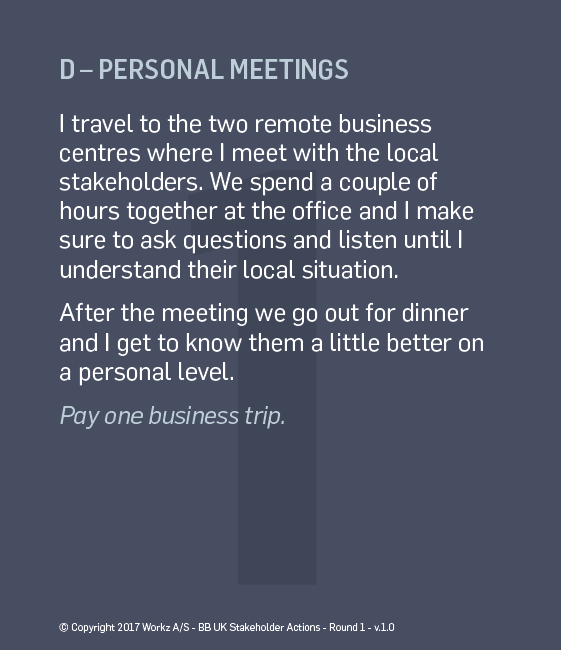 D – PERSONAL MEETINGS
I travel to the two remote business
centres where I meet with the local
stakeholders. We spend a couple of
hours together at the office and I make
sure to ask questions and listen until I
understand their local situation.
After the meeting we go out for dinner
and I get to know them a little better on
a personal level.
Pay one business trip.
1
© Copyright 2017 Workz A/S - BB UK Stakeholder Actions - Round 1 - v.1.0